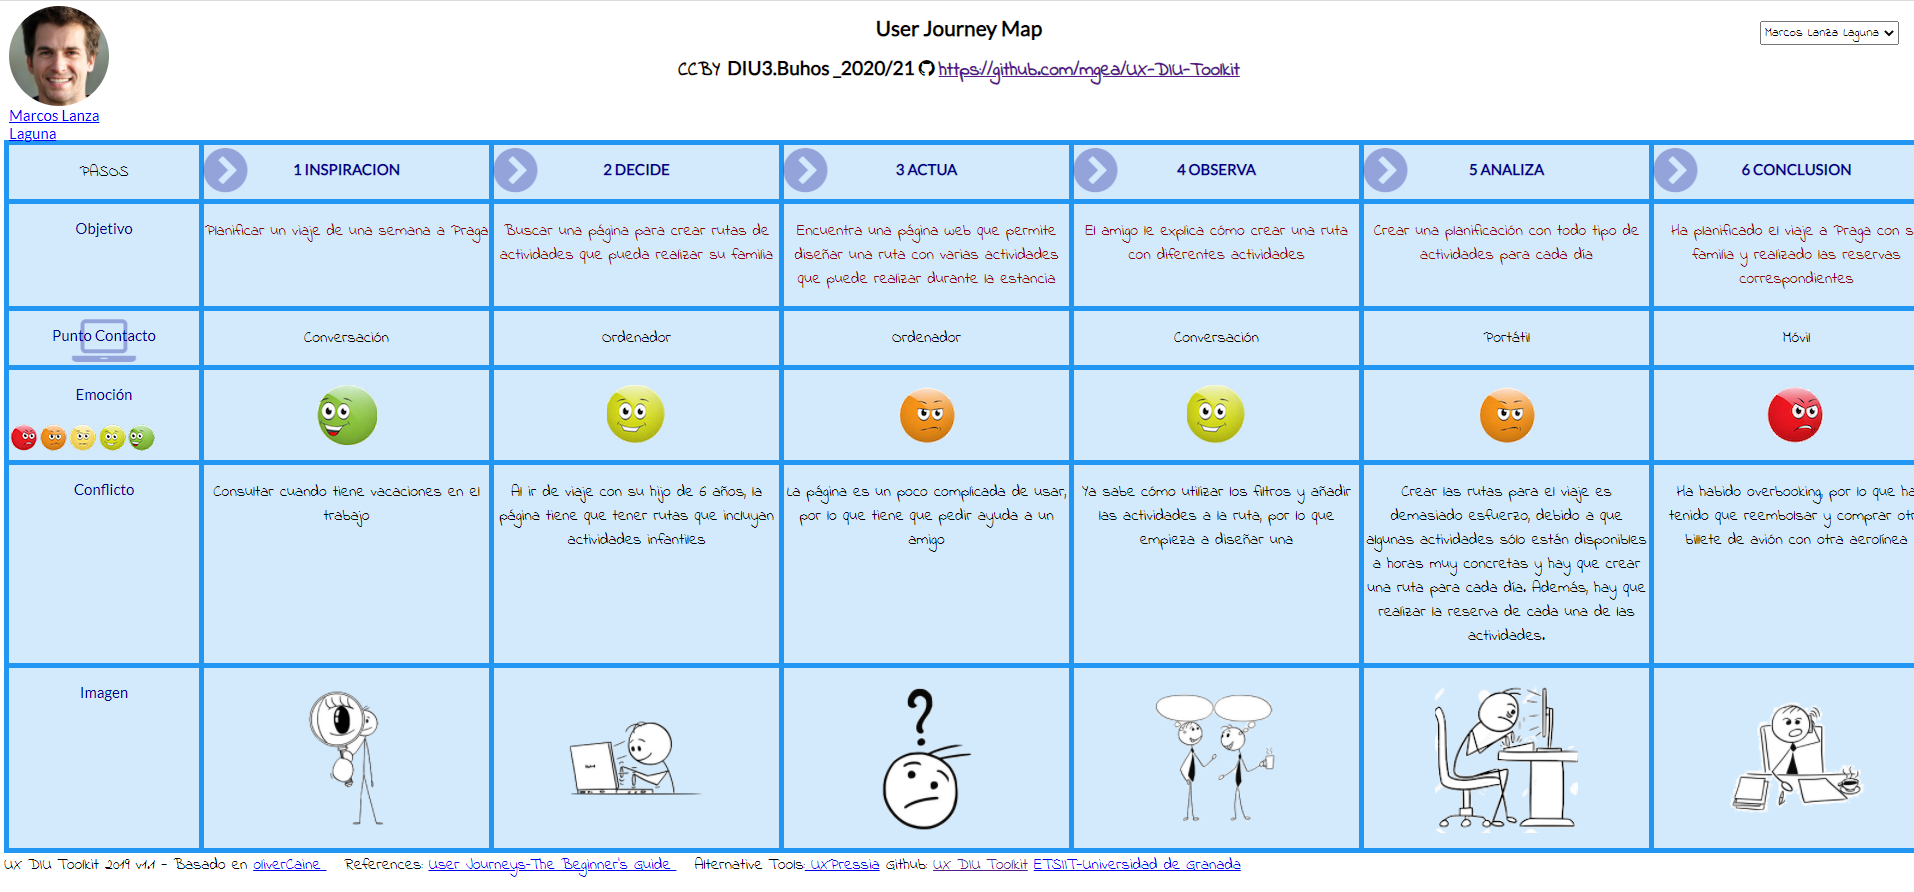 User Journey Map
Marcos Lanza Laguna
CCBY DIU3.Buhos _2020/21 https://github.com/mgea/UX-DIU-Toolkit
Marcos Lanza
Laguna
PASOS
1 INSPIRACION
2 DECIDE
3 ACTUA
4 OBSERVA
5 ANALIZA
6 CONCLUSION
Objetivo
Planificar un viaje de una semana a Praga
Buscar una página para crear rutas de
actividades que pueda realizar su familia
Encuentra una página web que permite
diseñar una ruta con varias actividades
que puede realizar durante la estancia
El amigo le explica cómo crear una ruta
con diferentes actividades
Crear una planificación con todo tipo de
actividades para cada día
Ha planificado el viaje a Praga con s
familia y realizado las reservas
correspondientes
Punto Contacto
Conversación
Ordenador
Ordenador
Conversación
Portátil
Móvil
Emoción
Conflicto
Consultar cuando tiene vacaciones en el
trabajo
Al ir de viaje con su hijo de 6 años, la
página tiene que tener rutas que incluyan
actividades infantiles
La página es un poco complicada de usar,
por lo que tiene que pedir ayuda a un
amigo
Ya sabe cómo utilizar los filtros y añadir
las actividades a la ruta, por lo que
empieza a diseñar una
Crear las rutas para el viaje es
demasiado esfuerzo, debido a que
algunas actividades sólo están disponibles
a horas muy concretas y hay que crear
una ruta para cada día. Además, hay que
realizar la reserva de cada una de las
actividades.
Ha habido overbooking, por lo que ha
tenido que reembolsar y comprar otr
billete de avión con otra aerolínea
Imagen
UX DIU Toolkit 2019 v1.1 - Basado en oliverCaine References: User Journeys-The Beginner's Guide Alternative Tools: UXPressia Github: UX DIU Toolkit ETSIIT-Universidad de Granada